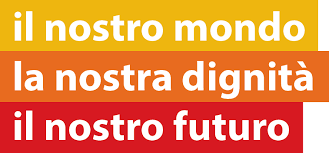 il nostro mondo
la nostra dignità
il nostro futuro